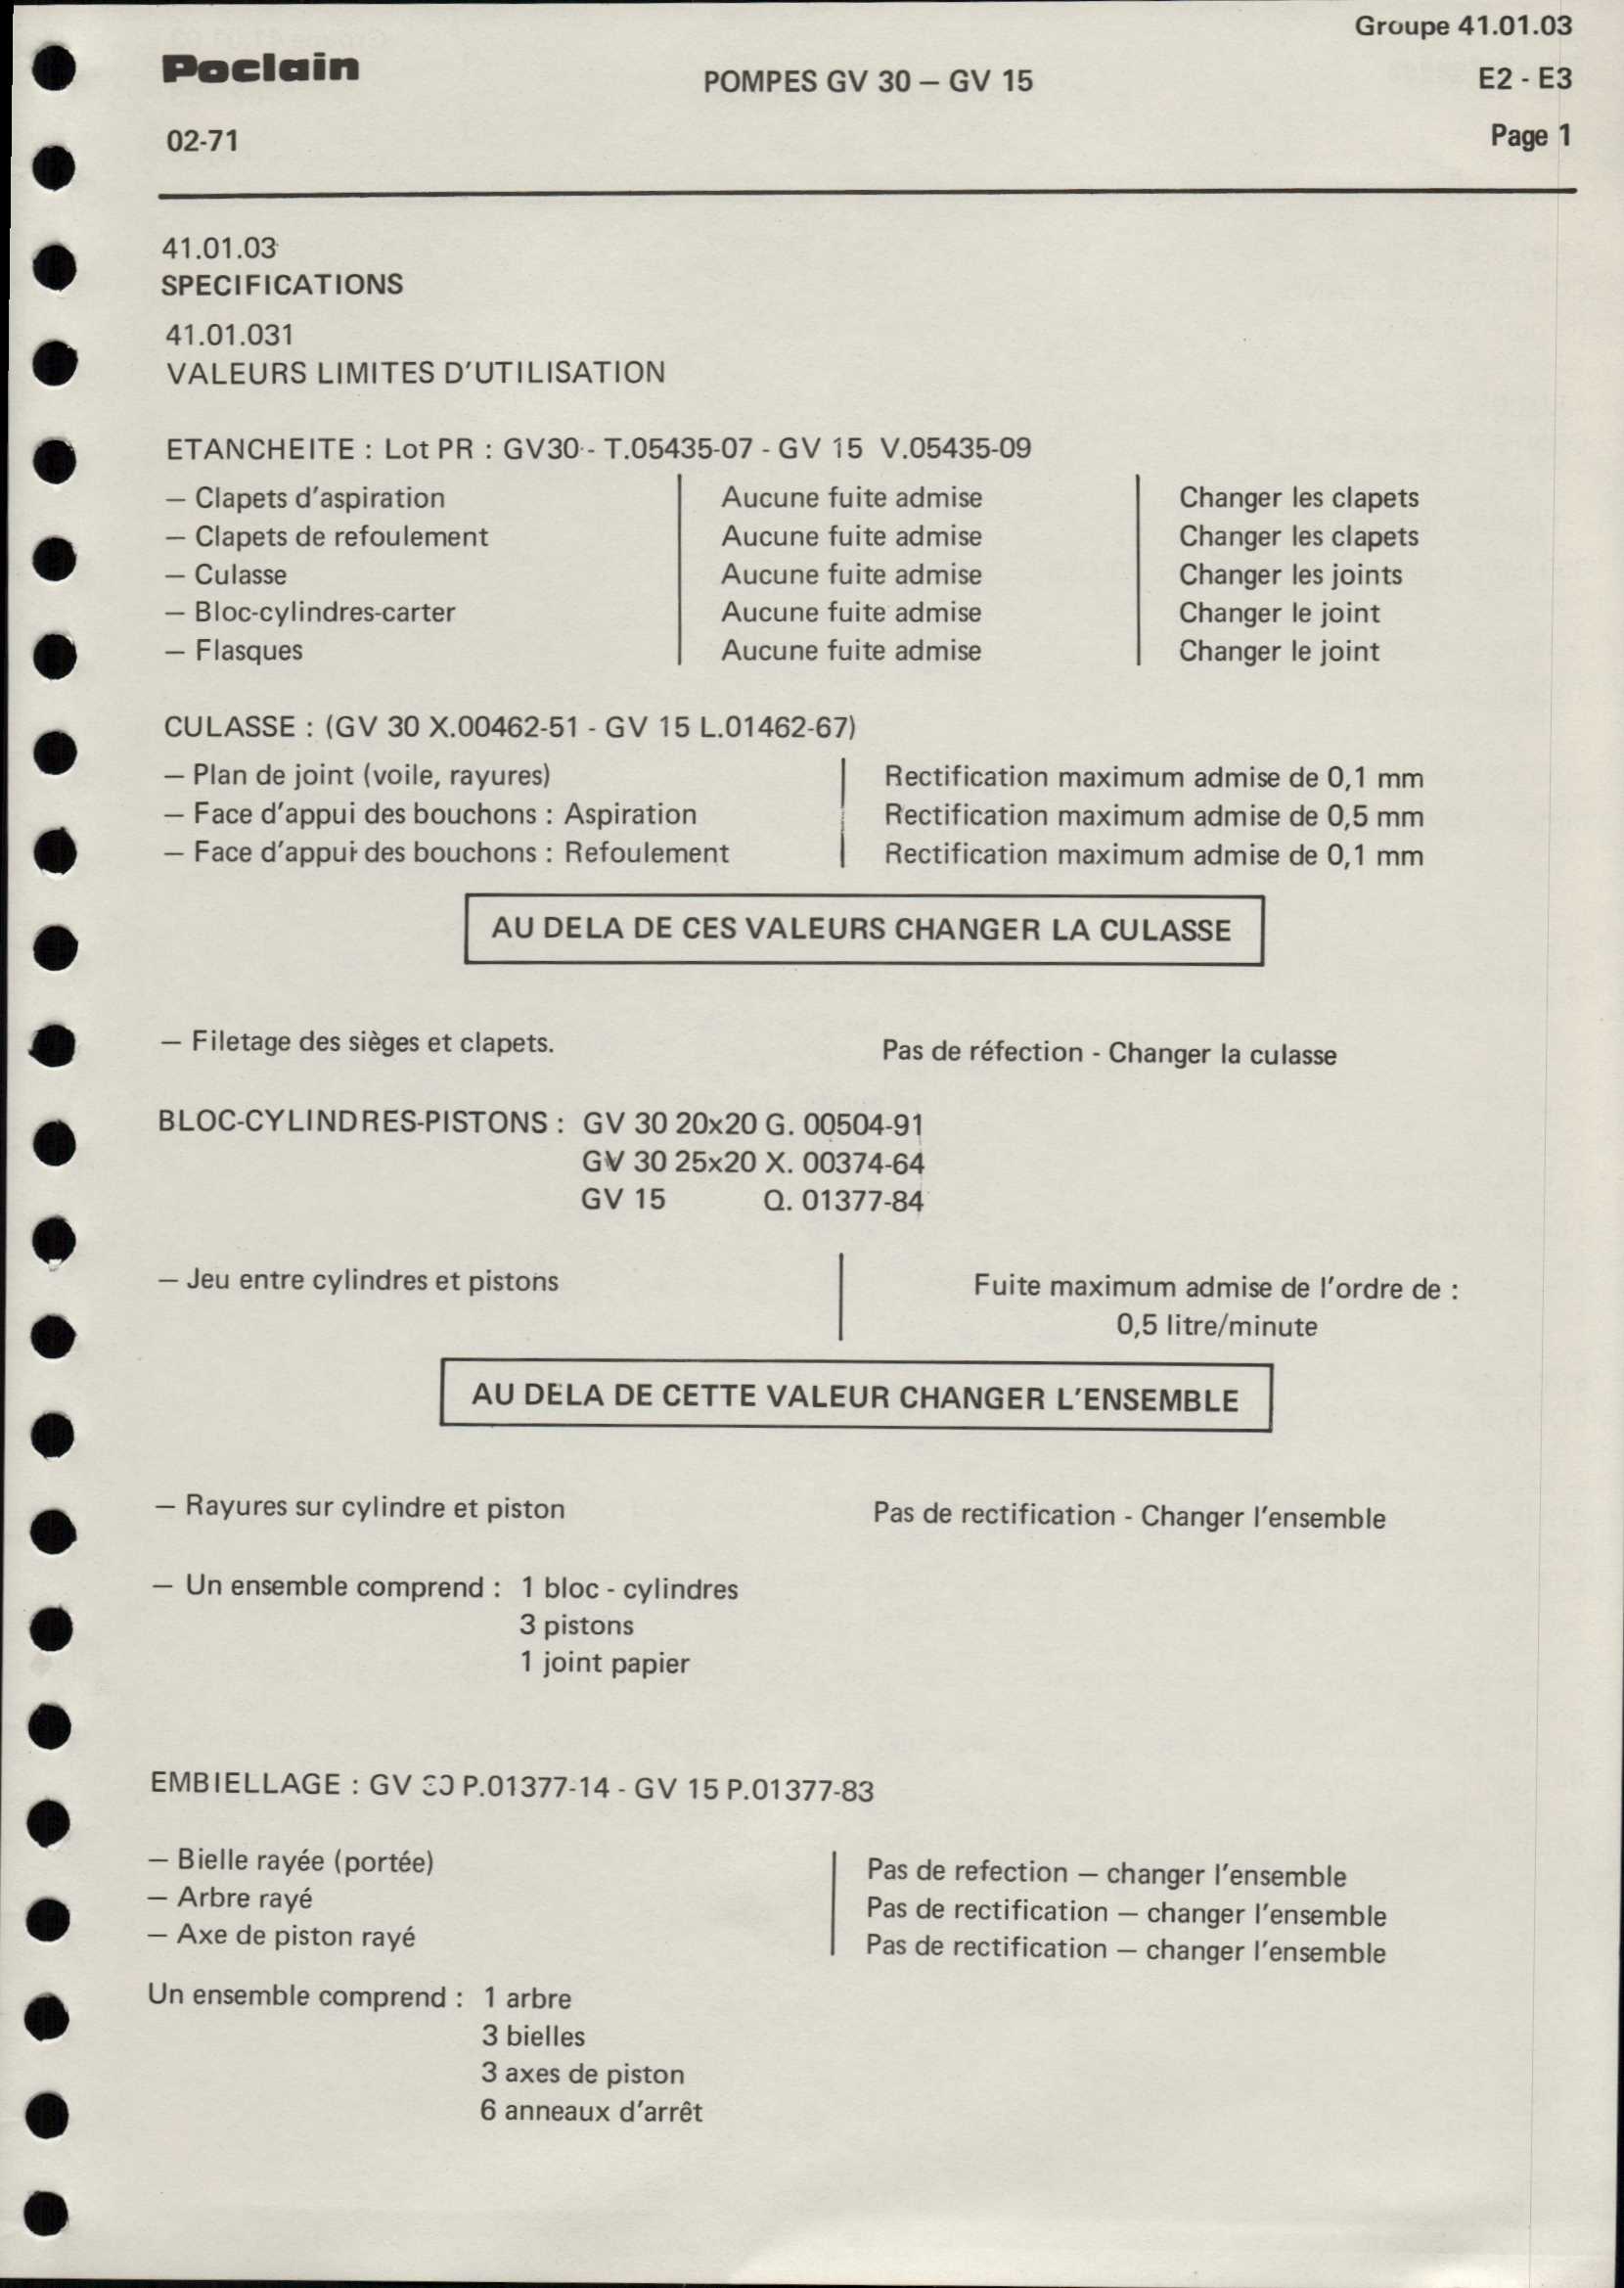 Groupe 41.01.03
Poclain
POMPES GV 30 – GV 15
E2 - E3
02-71
Page 1
41.01.03
SPECIFICATIONS
41.01.031
VALEURS LIMITES D'UTILISATION
ETANCHEITE : Lot PR : GV30 - T.05435-07 - GV 15 V.05435-09
– Clapets d'aspiration Aucune fuite admise Changer les clapets
– Clapets de refoulement Aucune fuite admise Changer les clapets
– Culasse Aucune fuite admise Changer les joints
– Bloc-cylindres-carter Aucune fuite admise Changer le joint
– Flasques Aucune fuite admise Changer le joint
CULASSE : (GV 30 X.00462-51 - GV 15 L.01462-67)
– Plan de joint (voile, rayures) Rectification maximum admise de 0,1 mm
– Face d'appui des bouchons : Aspiration Rectification maximum admise de 0,5 mm
– Face d'appui des bouchons : Refoulement Rectification maximum admise de 0,1 mm
AU DELA DE CES VALEURS CHANGER LA CULASSE
– Filetage des sièges et clapets. Pas de réfection - Changer la culasse
BLOC-CYLINDRES-PISTONS : GV 30 20x20 G. 00504-91
GV 30 25x20 X. 00374-64
GV 15 Q. 01377-84
– Jeu entre cylindres et pistons Fuite maximum admise de l'ordre de :
0,5 litre/minute
AU DELA DE CETTE VALEUR CHANGER L'ENSEMBLE
– Rayures sur cylindre et piston Pas de rectification - Changer l'ensemble
– Un ensemble comprend : 1 bloc - cylindres
3 pistons
1 joint papier
EMBIELLAGE : GV 30 P.01377-14 - GV 15 P.01377-83
– Bielle rayée (portée) Pas de refection – changer l'ensemble
– Arbre rayé Pas de rectification – changer l'ensemble
– Axe de piston rayé Pas de rectification – changer l'ensemble
Un ensemble comprend : 1 arbre
3 bielles
3 axes de piston
6 anneaux d'arrêt